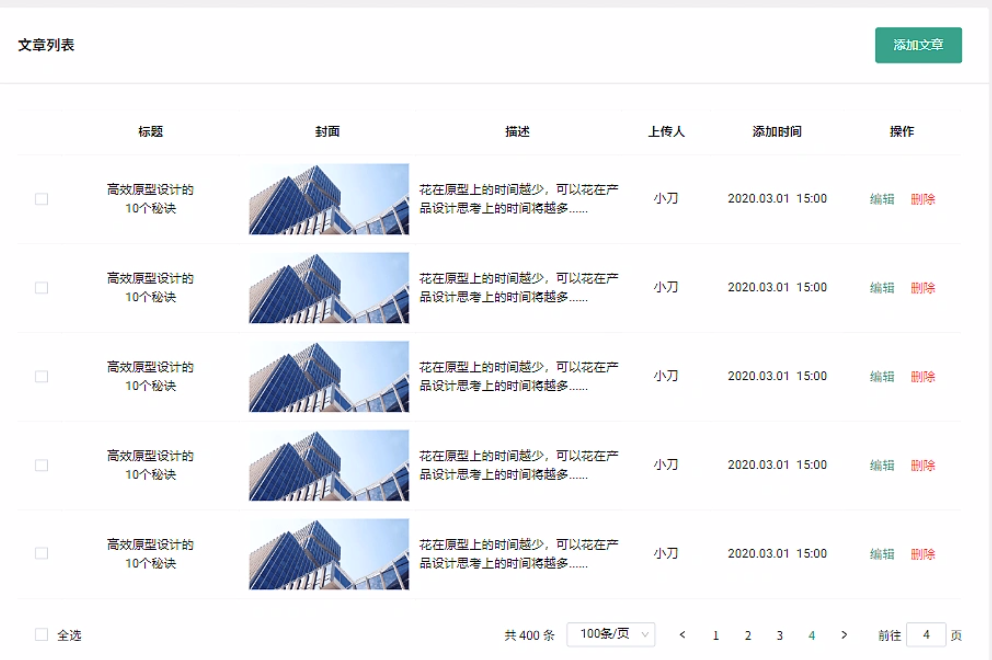 文章列表
添加文章
标题 封面 描述 上传人 添加时间 操作
高效原型设计的
10个秘诀
花在原型上的时间越少，可以花在产
品设计思考上的时间将越多......
小刀
2020.03.01 15:00
编辑 删除
高效原型设计的
10个秘诀
花在原型上的时间越少，可以花在产
品设计思考上的时间将越多......
小刀
2020.03.01 15:00
编辑 删除
高效原型设计的
10个秘诀
花在原型上的时间越少，可以花在产
品设计思考上的时间将越多......
小刀
2020.03.01 15:00
编辑 删除
高效原型设计的
10个秘诀
花在原型上的时间越少，可以花在产
品设计思考上的时间将越多......
小刀
2020.03.01 15:00
编辑 删除
高效原型设计的
10个秘诀
花在原型上的时间越少，可以花在产
品设计思考上的时间将越多......
小刀
2020.03.01 15:00
编辑 删除
全选 共 400 条 100条/页 < 1 2 3 4 > 前往 4 页